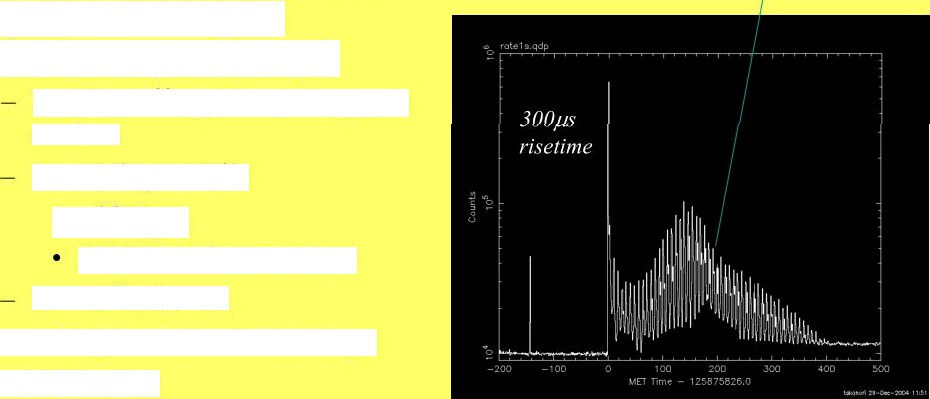 rate1s.qdp
10⁶
300μs
risetime
Counts
10⁵
10⁴
−200 −100 0 100 200 300 400 500
MET Time − 125875826.0
takanori 29-Dec-2004 11:51